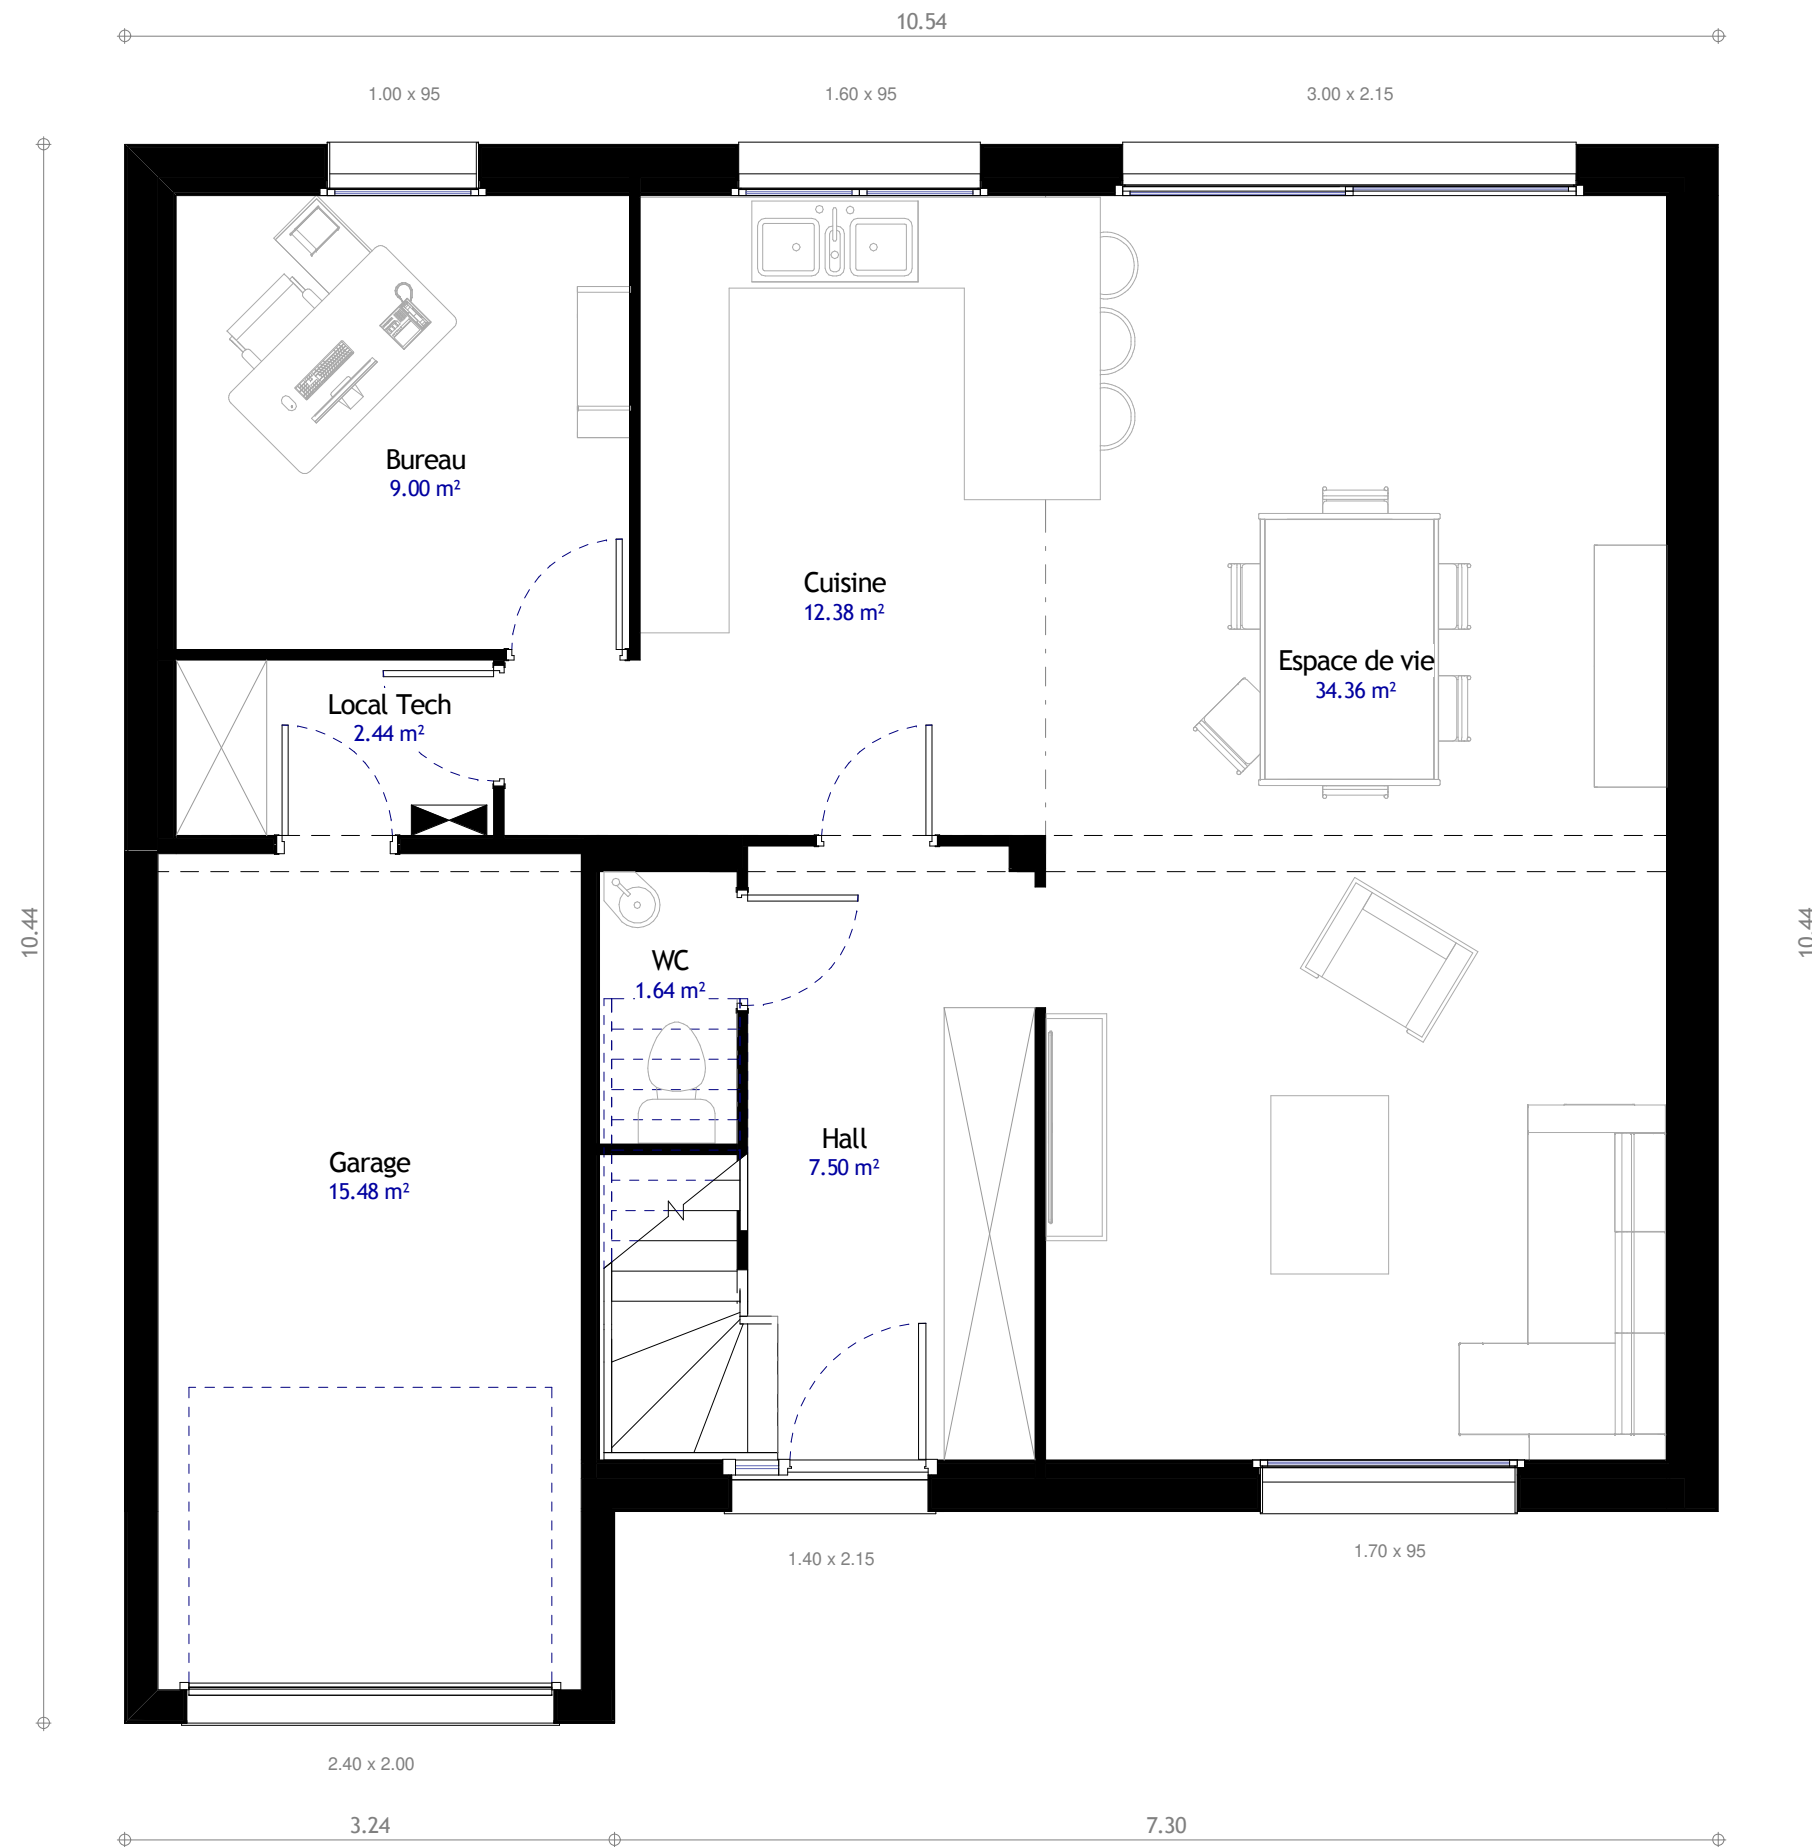 10.54
1.00 x 95
1.60 x 95
3.00 x 2.15
Bureau
9.00 m²
Cuisine
12.38 m²
Espace de vie
34.36 m²
Local Tech
2.44 m²
10.44
10.44
WC
1.64 m²
Hall
7.50 m²
Garage
15.48 m²
1.40 x 2.15
1.70 x 95
2.40 x 2.00
3.24
7.30